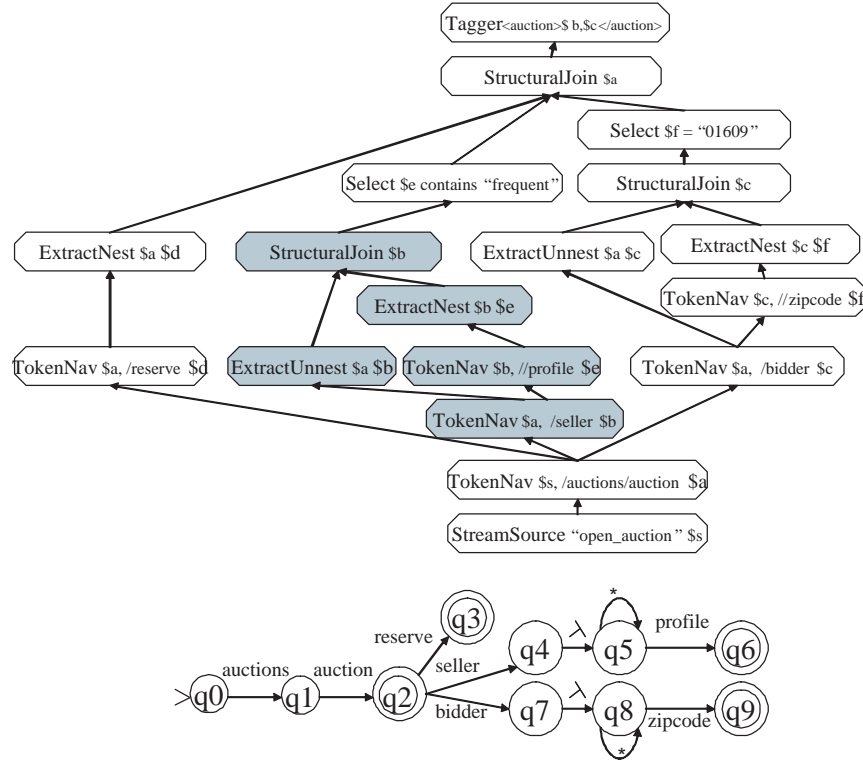 Tagger<auction>$ b,$c</auction>
StructuralJoin $a
Select $f = “01609”
Select $e contains “frequent”
StructuralJoin $c
ExtractNest $a $d
StructuralJoin $b
ExtractUnnest $a $c
ExtractNest $c $f
ExtractNest $b $e
TokenNav $c, //zipcode $f
TokenNav $a, /reserve $d
ExtractUnnest $a $b
TokenNav $b, //profile $e
TokenNav $a, /bidder $c
TokenNav $a, /seller $b
TokenNav $s, /auctions/auction $a
StreamSource “open_auction” $s
*
q3
reserve
q4
λ
q5
profile
q6
seller
auctions
auction
q0
q1
q2
bidder
q7
λ
q8
zipcode
q9
*